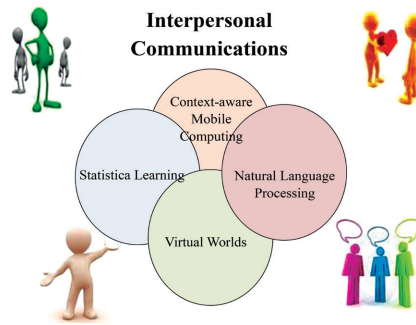 Interpersonal
Communications
Context-aware
Mobile
Computing
Statistica Learning
Natural Language
Processing
Virtual Worlds